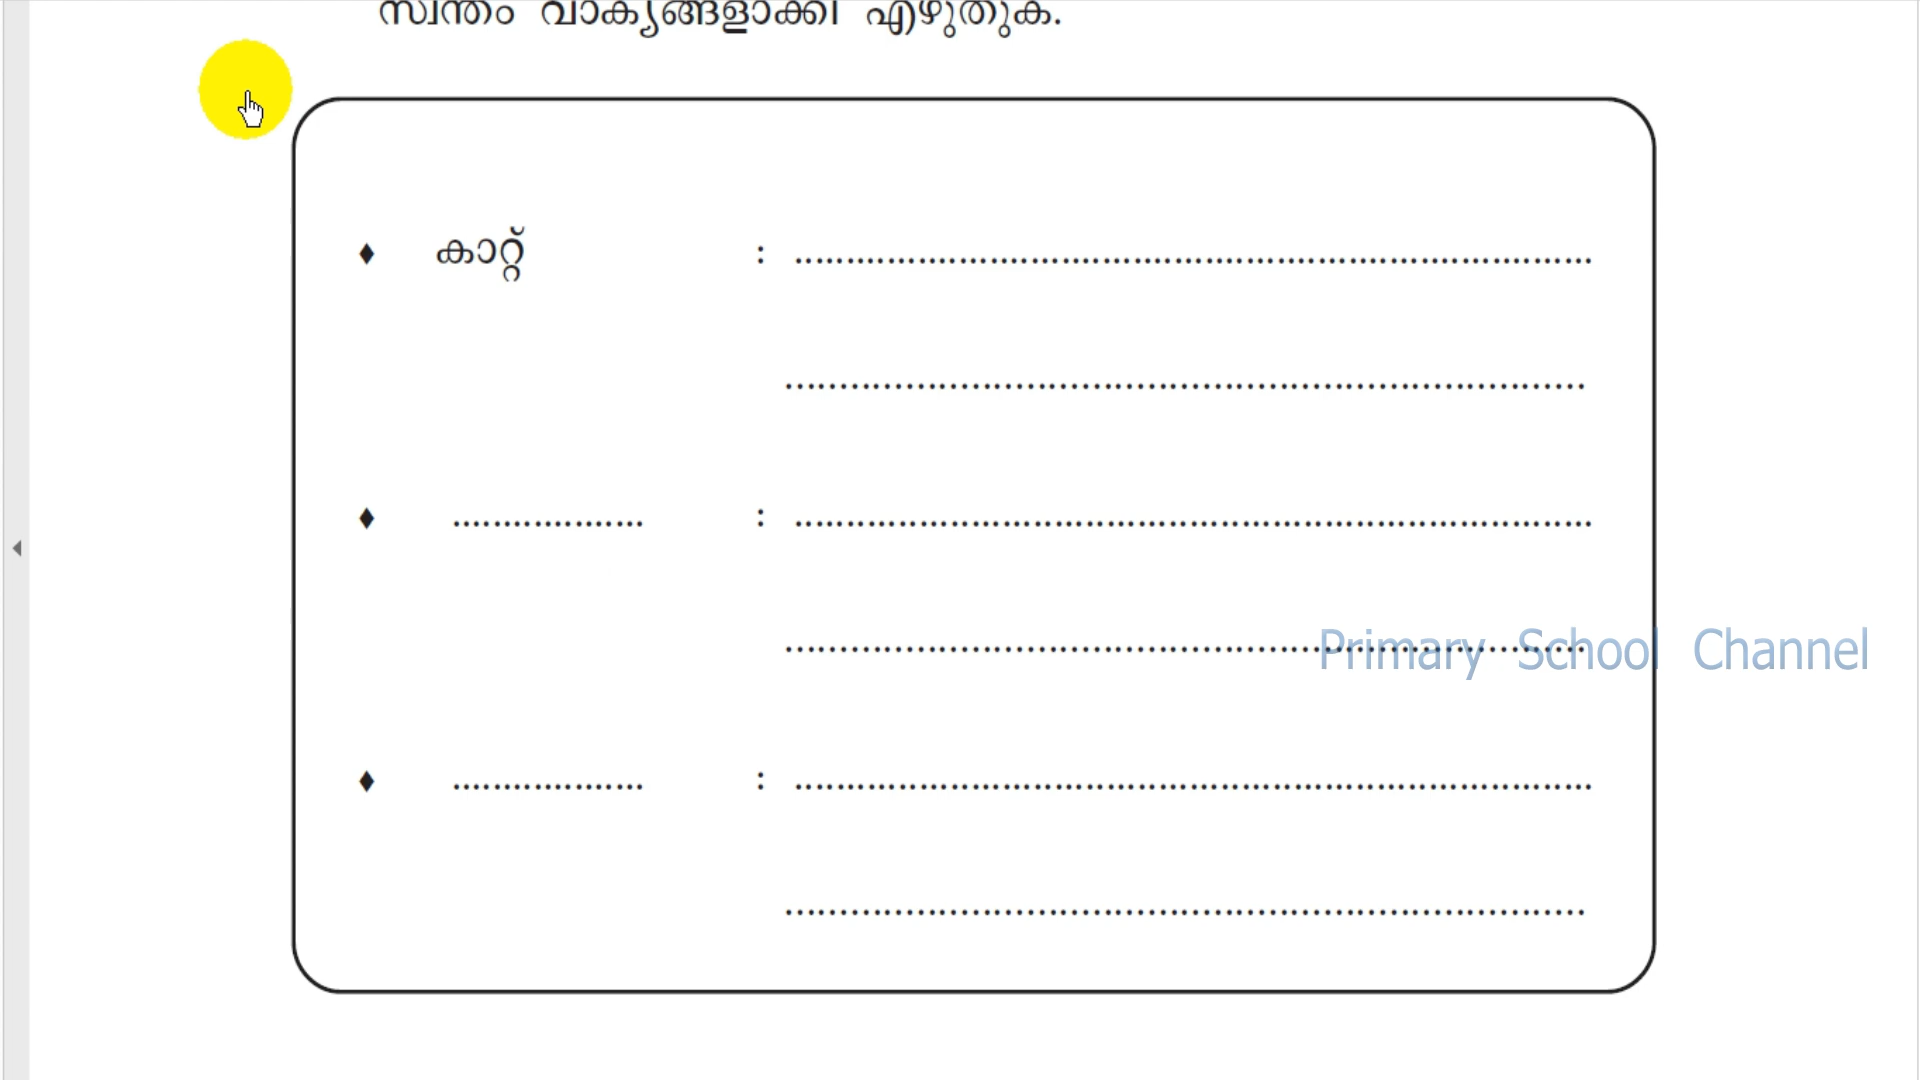 സ്വന്തം വാക്യങ്ങളാക്കി എഴുതുക.
♦ കാറ്റ് : ..............................................................................
..............................................................................
♦ ................... : ..............................................................................
..............................................................................
Primary School Channel
♦ ................... : ..............................................................................
..............................................................................